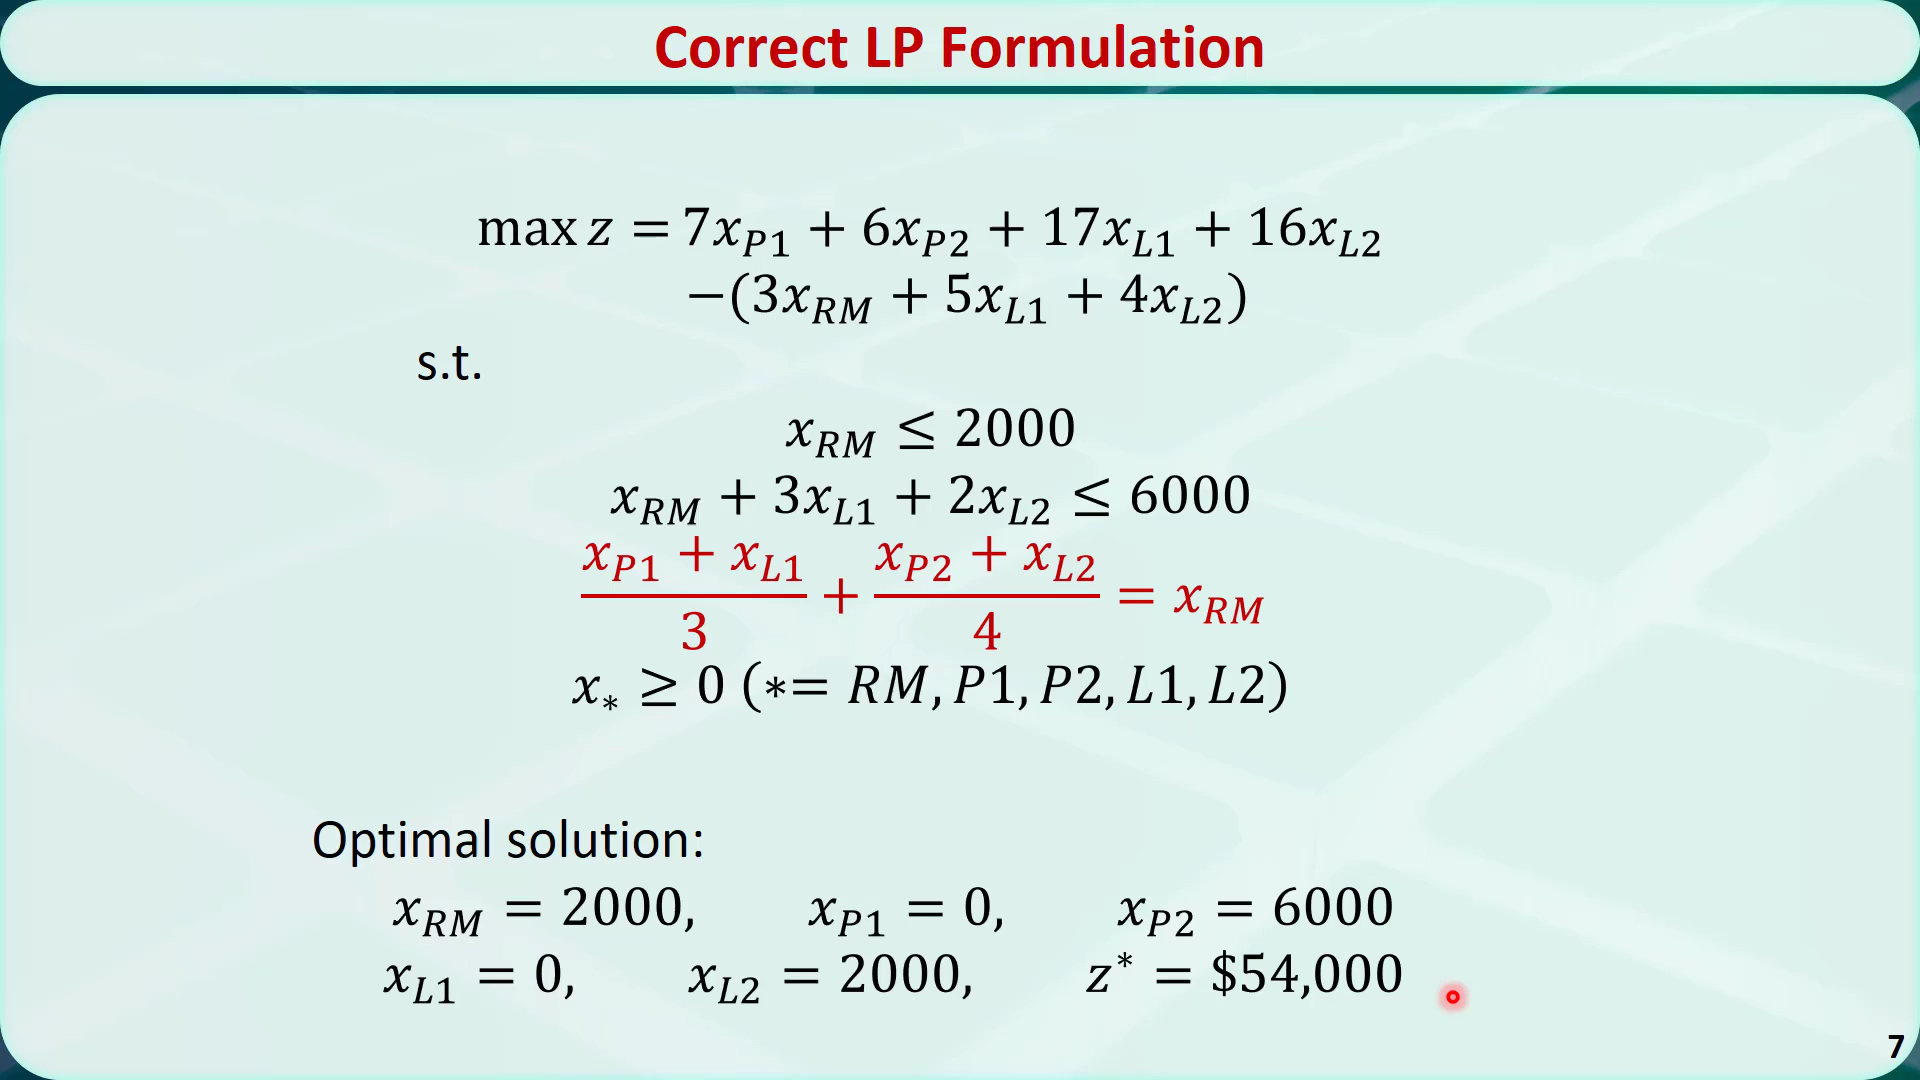 Correct LP Formulation
max z = 7x_{P1} + 6x_{P2} + 17x_{L1} + 16x_{L2}
−(3x_{RM} + 5x_{L1} + 4x_{L2})
s.t.
x_{RM} ≤ 2000
x_{RM} + 3x_{L1} + 2x_{L2} ≤ 6000
\frac{x_{P1} + x_{L1}}{3} + \frac{x_{P2} + x_{L2}}{4} = x_{RM}
x_* ≥ 0 (*= RM, P1, P2, L1, L2)
Optimal solution:
x_{RM} = 2000, x_{P1} = 0, x_{P2} = 6000
x_{L1} = 0, x_{L2} = 2000, z^* = $54,000
7